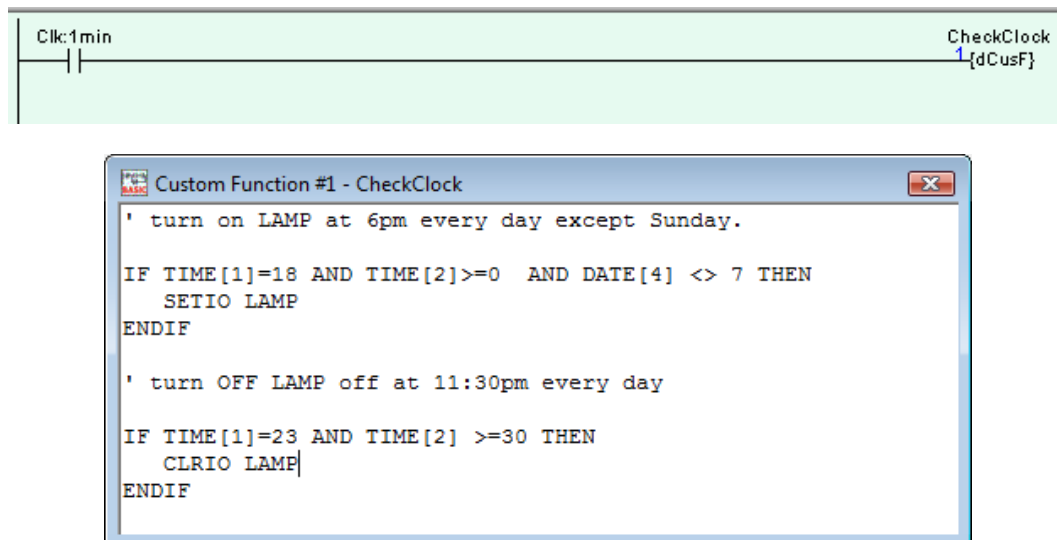 Clk:1min
CheckClock
1 {dCusF}
Custom Function #1 - CheckClock
' turn on LAMP at 6pm every day except Sunday.
IF TIME[1]=18 AND TIME[2]>=0  AND DATE[4] <> 7 THEN
   SETIO LAMP
ENDIF
' turn OFF LAMP off at 11:30pm every day
IF TIME[1]=23 AND TIME[2] >=30 THEN
   CLRIO LAMP
ENDIF